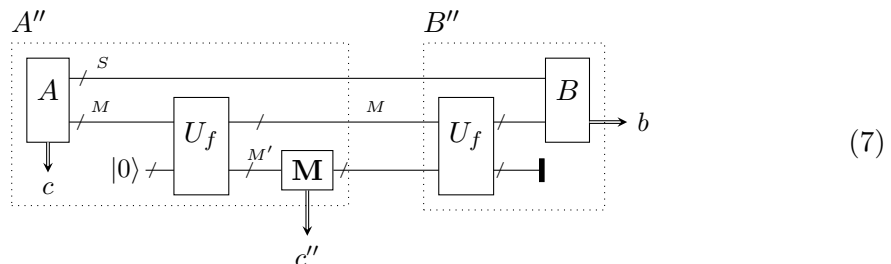 A″ B″
S
A M M B
U_f U_f b
|0⟩ M′ M
c
c″
(7)